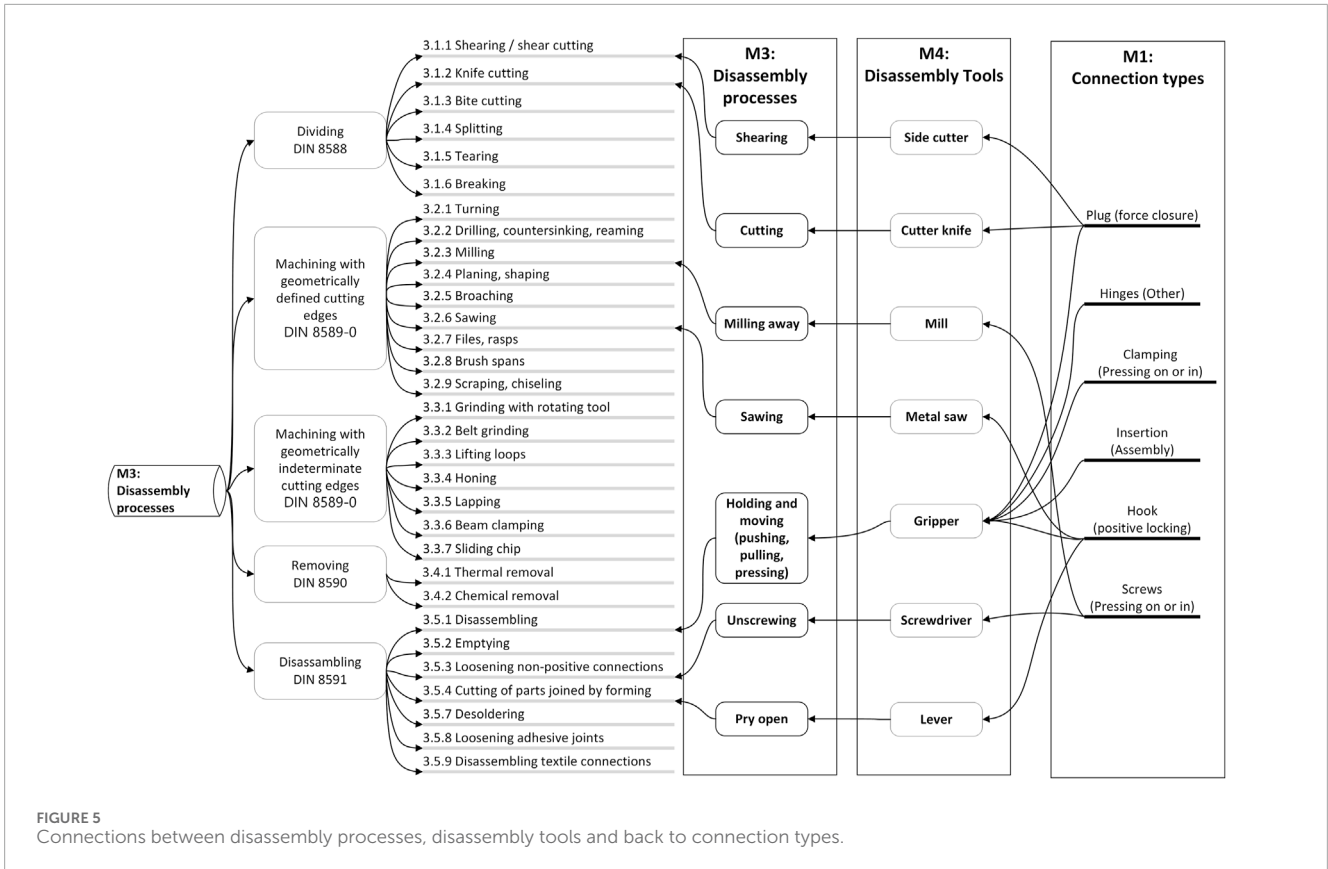 M3:
Disassembly
processes
Dividing
DIN 8588
Machining with
geometrically
defined cutting
edges
DIN 8589-0
Machining with
geometrically
indeterminate
cutting edges
DIN 8589-0
Removing
DIN 8590
Disassambling
DIN 8591
3.1.1 Shearing / shear cutting
3.1.2 Knife cutting
3.1.3 Bite cutting
3.1.4 Splitting
3.1.5 Tearing
3.1.6 Breaking
3.2.1 Turning
3.2.2 Drilling, countersinking, reaming
3.2.3 Milling
3.2.4 Planing, shaping
3.2.5 Broaching
3.2.6 Sawing
3.2.7 Files, rasps
3.2.8 Brush spans
3.2.9 Scraping, chiseling
3.3.1 Grinding with rotating tool
3.3.2 Belt grinding
3.3.3 Lifting loops
3.3.4 Honing
3.3.5 Lapping
3.3.6 Beam clamping
3.3.7 Sliding chip
3.4.1 Thermal removal
3.4.2 Chemical removal
3.5.1 Disassembling
3.5.2 Emptying
3.5.3 Loosening non-positive connections
3.5.4 Cutting of parts joined by forming
3.5.7 Desoldering
3.5.8 Loosening adhesive joints
3.5.9 Disassembling textile connections
M3:
Disassembly
processes
Shearing
Cutting
Milling away
Sawing
Holding and
moving
(pushing,
pulling,
pressing)
Unscrewing
Pry open
M4:
Disassembly Tools
Side cutter
Cutter knife
Mill
Metal saw
Gripper
Screwdriver
Lever
M1:
Connection types
Plug (force closure)
Hinges (Other)
Clamping
(Pressing on or in)
Insertion
(Assembly)
Hook
(positive locking)
Screws
(Pressing on or in)
FIGURE 5
Connections between disassembly processes, disassembly tools and back to connection types.